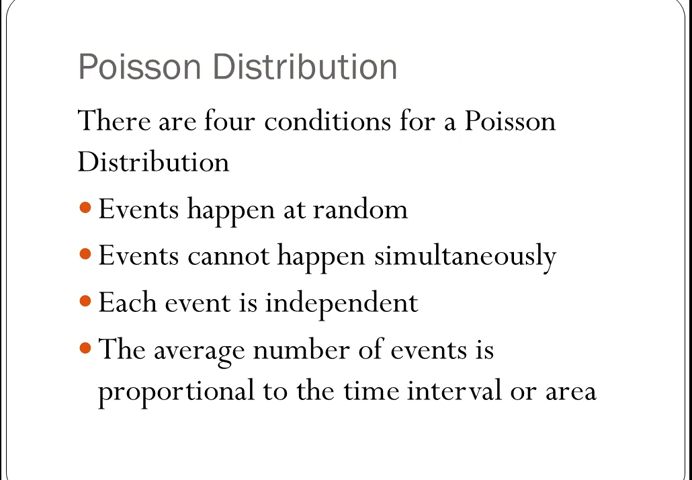 Poisson Distribution
There are four conditions for a Poisson
Distribution
• Events happen at random
• Events cannot happen simultaneously
• Each event is independent
• The average number of events is
proportional to the time interval or area